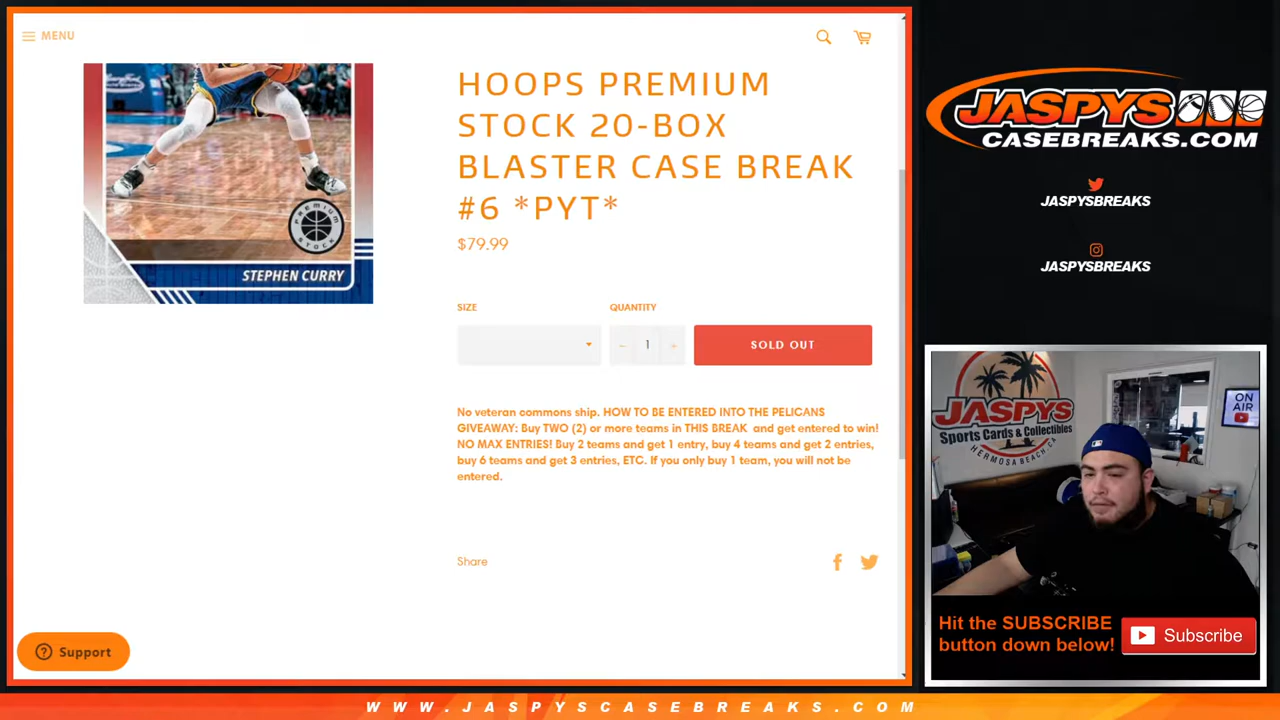 MENU
HOOPS PREMIUM
STOCK 20-BOX
BLASTER CASE BREAK
#6 *PYT*
$79.99
SIZE
QUANTITY
1
SOLD OUT
No veteran commons ship. HOW TO BE ENTERED INTO THE PELICANS
GIVEAWAY: Buy TWO (2) or more teams in THIS BREAK and get entered to win!
NO MAX ENTRIES! Buy 2 teams and get 1 entry, buy 4 teams and get 2 entries,
buy 6 teams and get 3 entries, ETC. If you only buy 1 team, you will not be
entered.
Share
Support
PREMIUM
STOCK
STEPHEN CURRY
JASPYS
CASEBREAKS.COM
JASPYSBREAKS
JASPYSBREAKS
JASPYS
Sports Cards & Collectibles
HERMOSA BEACH, CA
ON
AIR
Hit the SUBSCRIBE
button down below!
Subscribe
WWW.JASPYSCASEBREAKS.COM